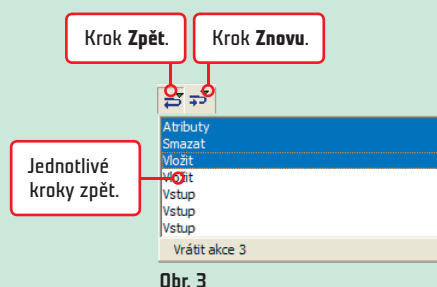 Krok Zpět.
Krok Znovu.
Atributy
Smazat
Vložit
Vložit
Vstup
Vstup
Vstup
Vrátit akce 3
Jednotlivé
kroky zpět.
Obr. 3